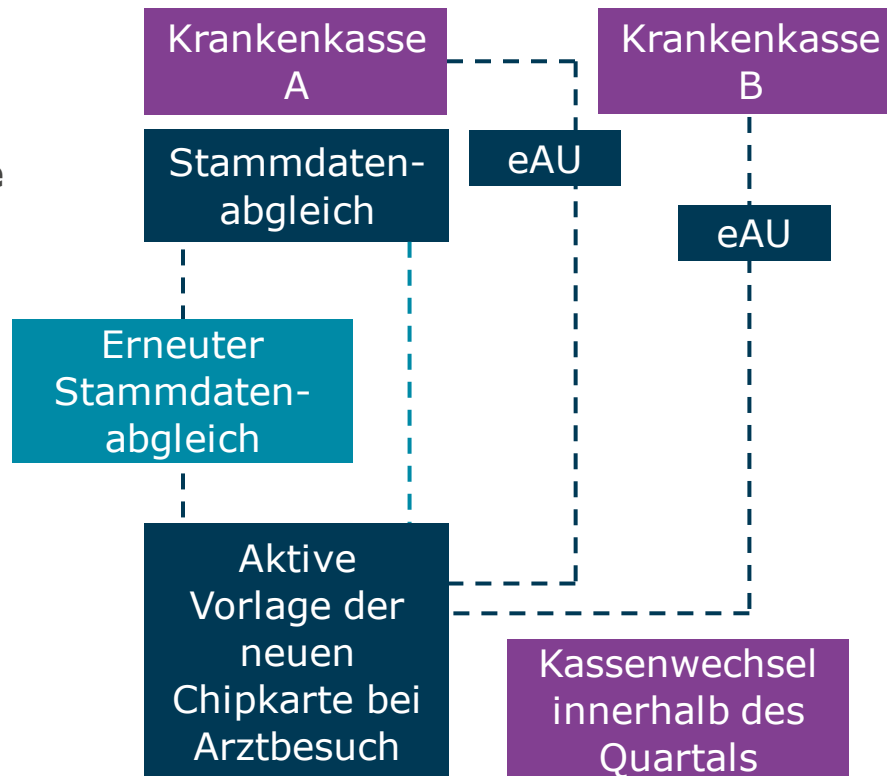 Krankenkasse
A
Krankenkasse
B
Stammdaten-
abgleich
eAU
eAU
Erneuter
Stammdaten-
abgleich
Aktive
Vorlage der
neuen
Chipkarte bei
Arztbesuch
Kassenwechsel
innerhalb des
Quartals